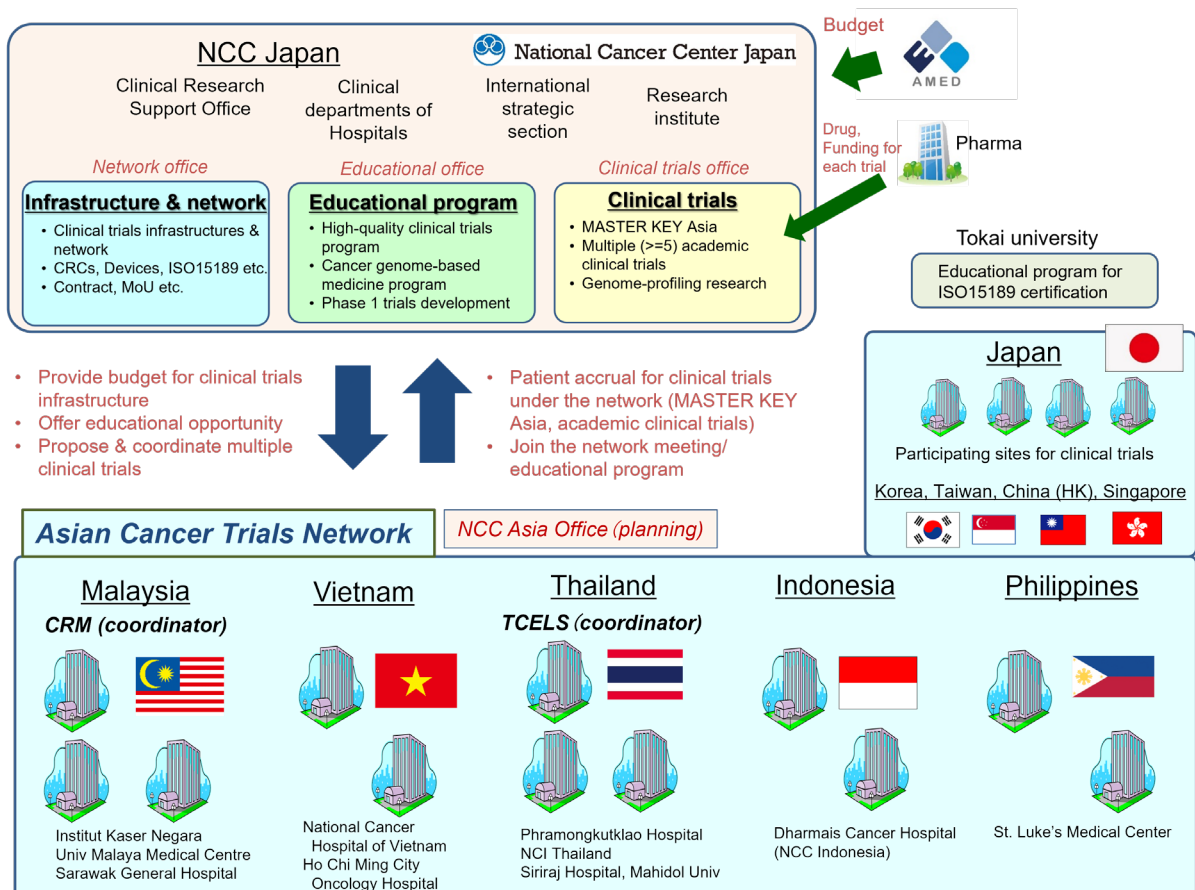 NCC Japan
National Cancer Center Japan
Clinical Research
Support Office
Clinical
departments of
Hospitals
International
strategic
section
Research
institute
Budget
AMED
Drug,
Funding for
each trial
Pharma
Network office
Educational office
Clinical trials office
Infrastructure & network
• Clinical trials infrastructures &
network
• CRCs, Devices, ISO15189 etc.
• Contract, MoU etc.
Educational program
• High-quality clinical trials
program
• Cancer genome-based
medicine program
• Phase 1 trials development
Clinical trials
• MASTER KEY Asia
• Multiple (>=5) academic
clinical trials
• Genome-profiling research
Tokai university
Educational program for
ISO15189 certification
• Provide budget for clinical trials
infrastructure
• Offer educational opportunity
• Propose & coordinate multiple
clinical trials
• Patient accrual for clinical trials
under the network (MASTER KEY
Asia, academic clinical trials)
• Join the network meeting/
educational program
Japan
Participating sites for clinical trials
Korea, Taiwan, China (HK), Singapore
Asian Cancer Trials Network
NCC Asia Office (planning)
Malaysia
CRM (coordinator)
Institut Kaser Negara
Univ Malaya Medical Centre
Sarawak General Hospital
Vietnam
National Cancer
Hospital of Vietnam
Ho Chi Ming City
Oncology Hospital
Thailand
TCELS (coordinator)
Phramongkutklao Hospital
NCI Thailand
Siriraj Hospital, Mahidol Univ
Indonesia
Dharmais Cancer Hospital
(NCC Indonesia)
Philippines
St. Luke's Medical Center